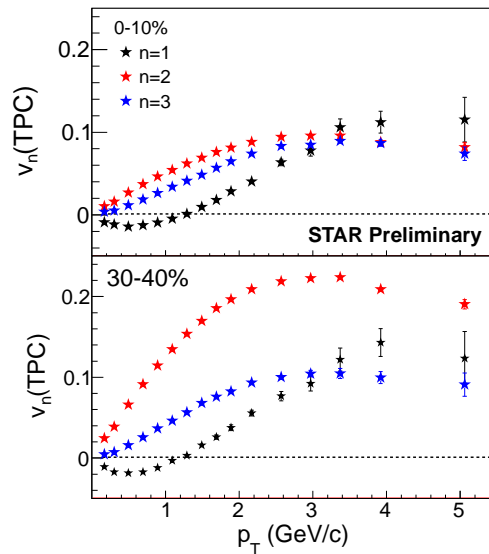 0-10%
n=1
n=2
n=3
0.2
0.1
0
v_n(TPC)
STAR Preliminary
30-40%
0.2
0.1
0
v_n(TPC)
1 2 3 4 5
p_T (GeV/c)